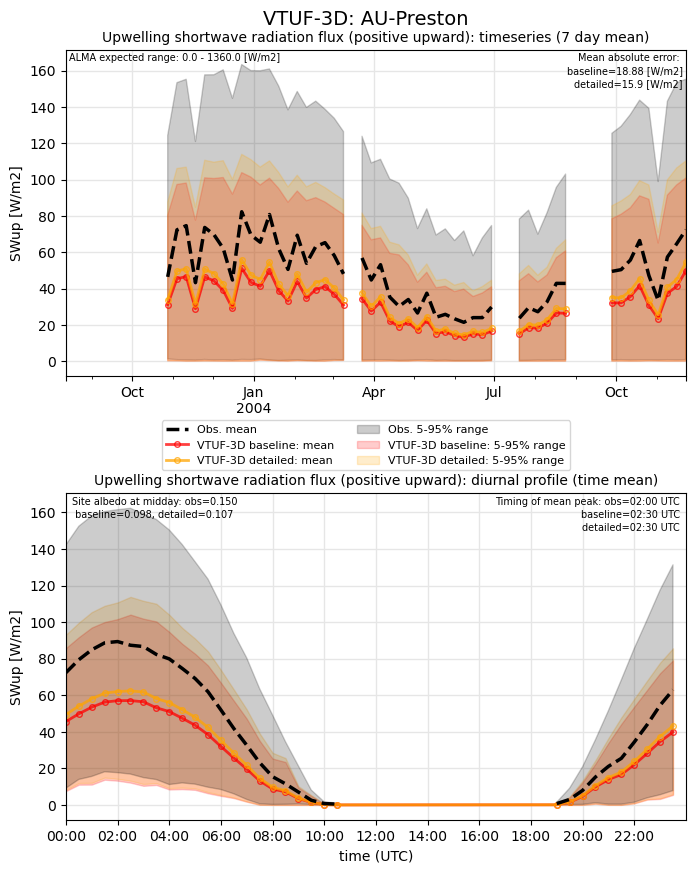 VTUF-3D: AU-Preston
Upwelling shortwave radiation flux (positive upward): timeseries (7 day mean)
ALMA expected range: 0.0 - 1360.0 [W/m2]
Mean absolute error:
baseline=18.88 [W/m2]
detailed=15.9 [W/m2]
160
140
120
100
80
60
40
20
0
SWup [W/m2]
Oct
Jan
Apr
Jul
Oct
2004
Obs. mean
VTUF-3D baseline: mean
VTUF-3D detailed: mean
Obs. 5-95% range
VTUF-3D baseline: 5-95% range
VTUF-3D detailed: 5-95% range
Upwelling shortwave radiation flux (positive upward): diurnal profile (time mean)
Site albedo at midday: obs=0.150
baseline=0.098, detailed=0.107
Timing of mean peak: obs=02:00 UTC
baseline=02:30 UTC
detailed=02:30 UTC
160
140
120
100
80
60
40
20
0
SWup [W/m2]
00:00
02:00
04:00
06:00
08:00
10:00
12:00
14:00
16:00
18:00
20:00
22:00
time (UTC)